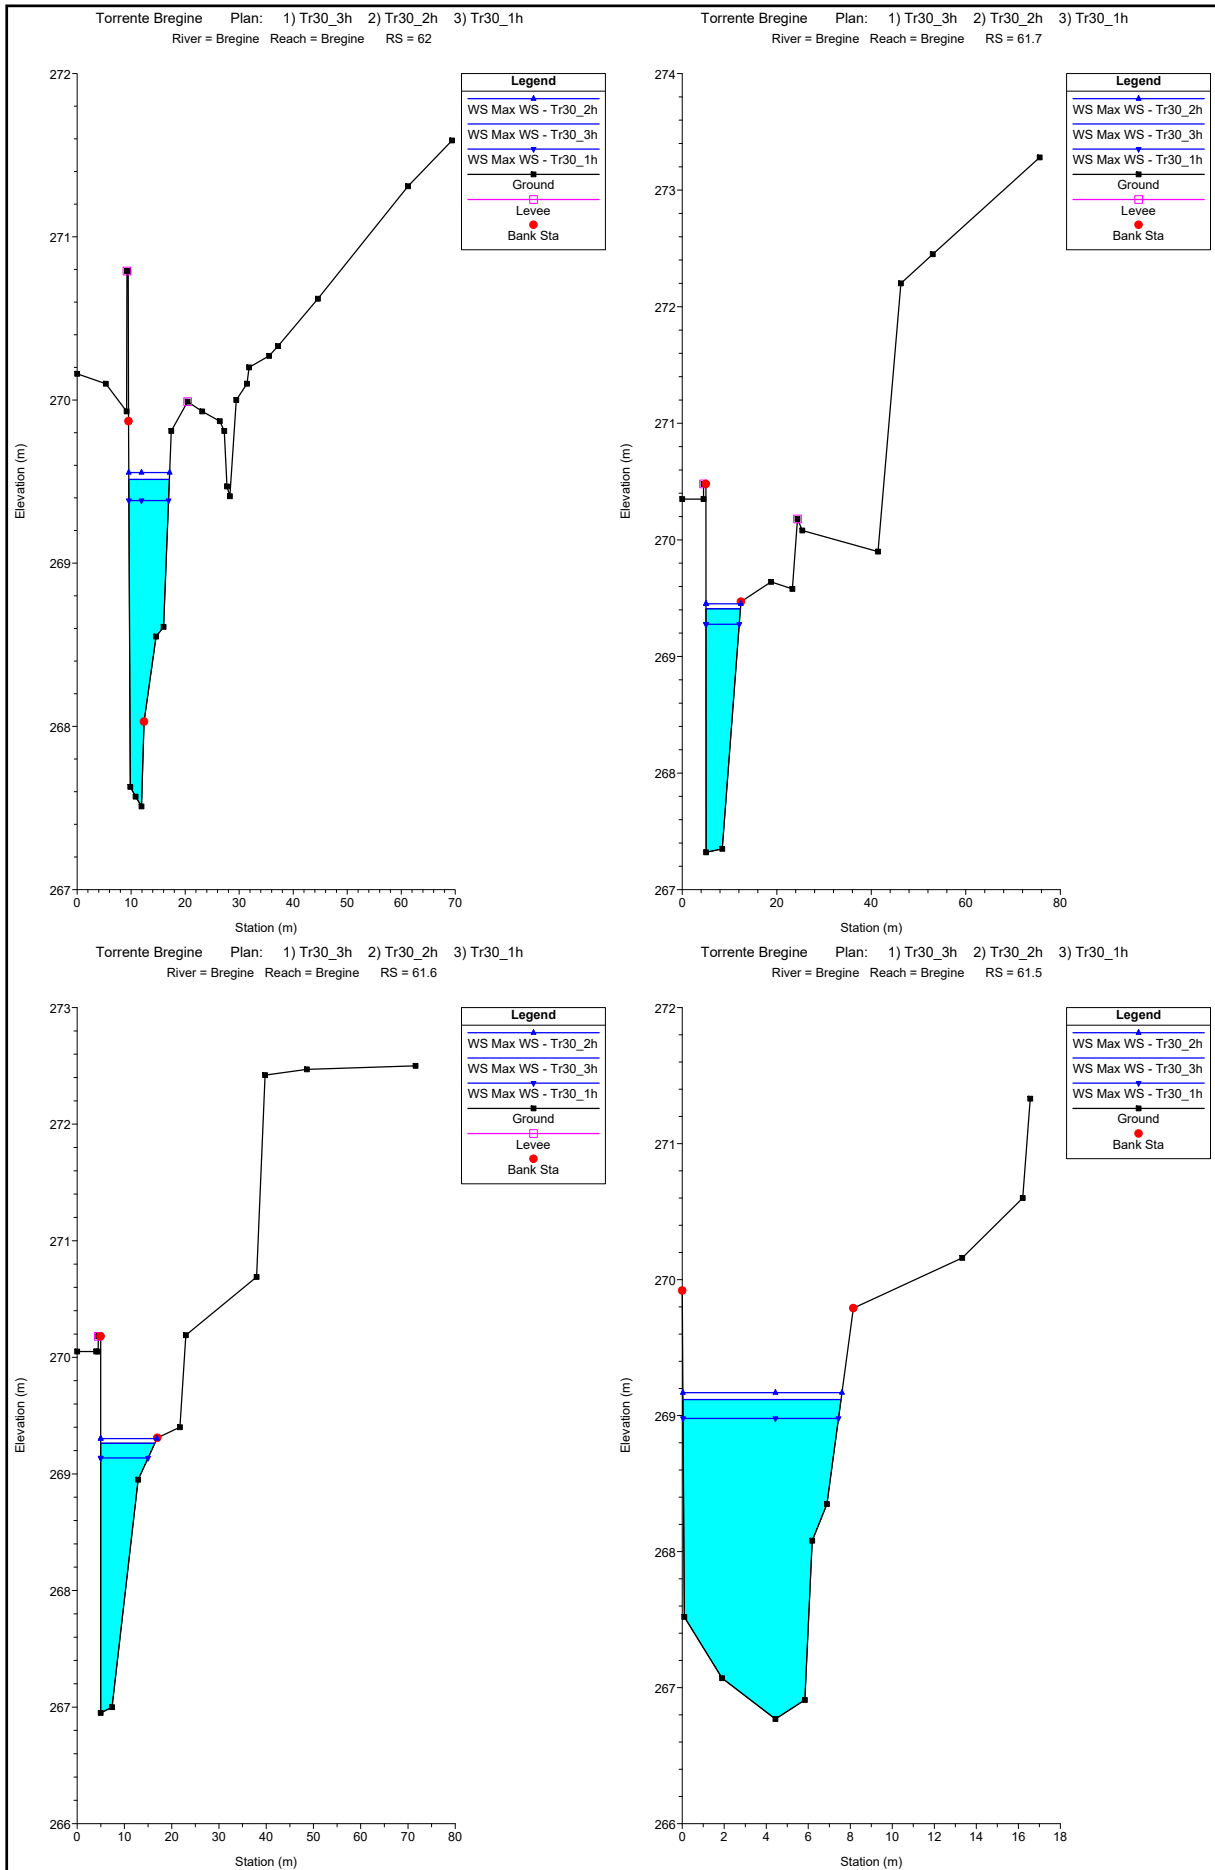 Torrente Bregine Plan: 1) Tr30_3h 2) Tr30_2h 3) Tr30_1h
River = Bregine Reach = Bregine RS = 62
272
271
270
269
268
267
0 10 20 30 40 50 60 70
Station (m)
Elevation (m)
Legend
WS Max WS - Tr30_2h
WS Max WS - Tr30_3h
WS Max WS - Tr30_1h
Ground
Levee
Bank Sta
Torrente Bregine Plan: 1) Tr30_3h 2) Tr30_2h 3) Tr30_1h
River = Bregine Reach = Bregine RS = 61.7
274
273
272
271
270
269
268
267
0 20 40 60 80
Station (m)
Elevation (m)
Legend
WS Max WS - Tr30_2h
WS Max WS - Tr30_3h
WS Max WS - Tr30_1h
Ground
Levee
Bank Sta
Torrente Bregine Plan: 1) Tr30_3h 2) Tr30_2h 3) Tr30_1h
River = Bregine Reach = Bregine RS = 61.6
273
272
271
270
269
268
267
266
0 10 20 30 40 50 60 70 80
Station (m)
Elevation (m)
Legend
WS Max WS - Tr30_2h
WS Max WS - Tr30_3h
WS Max WS - Tr30_1h
Ground
Levee
Bank Sta
Torrente Bregine Plan: 1) Tr30_3h 2) Tr30_2h 3) Tr30_1h
River = Bregine Reach = Bregine RS = 61.5
272
271
270
269
268
267
266
0 2 4 6 8 10 12 14 16 18
Station (m)
Elevation (m)
Legend
WS Max WS - Tr30_2h
WS Max WS - Tr30_3h
WS Max WS - Tr30_1h
Ground
Bank Sta